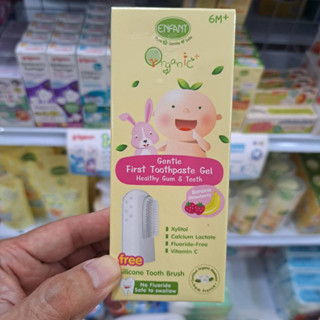 ENFANT
6M+
Organic+
Gentle
First Toothpaste Gel
Healthy Gum & Teeth
Banana
Strawberry
Xylitol
Calcium Lactate
Fluoride-Free
Vitamin C
free
Silicone Tooth Brush
No Fluoride
Safe to swallow
pigeon